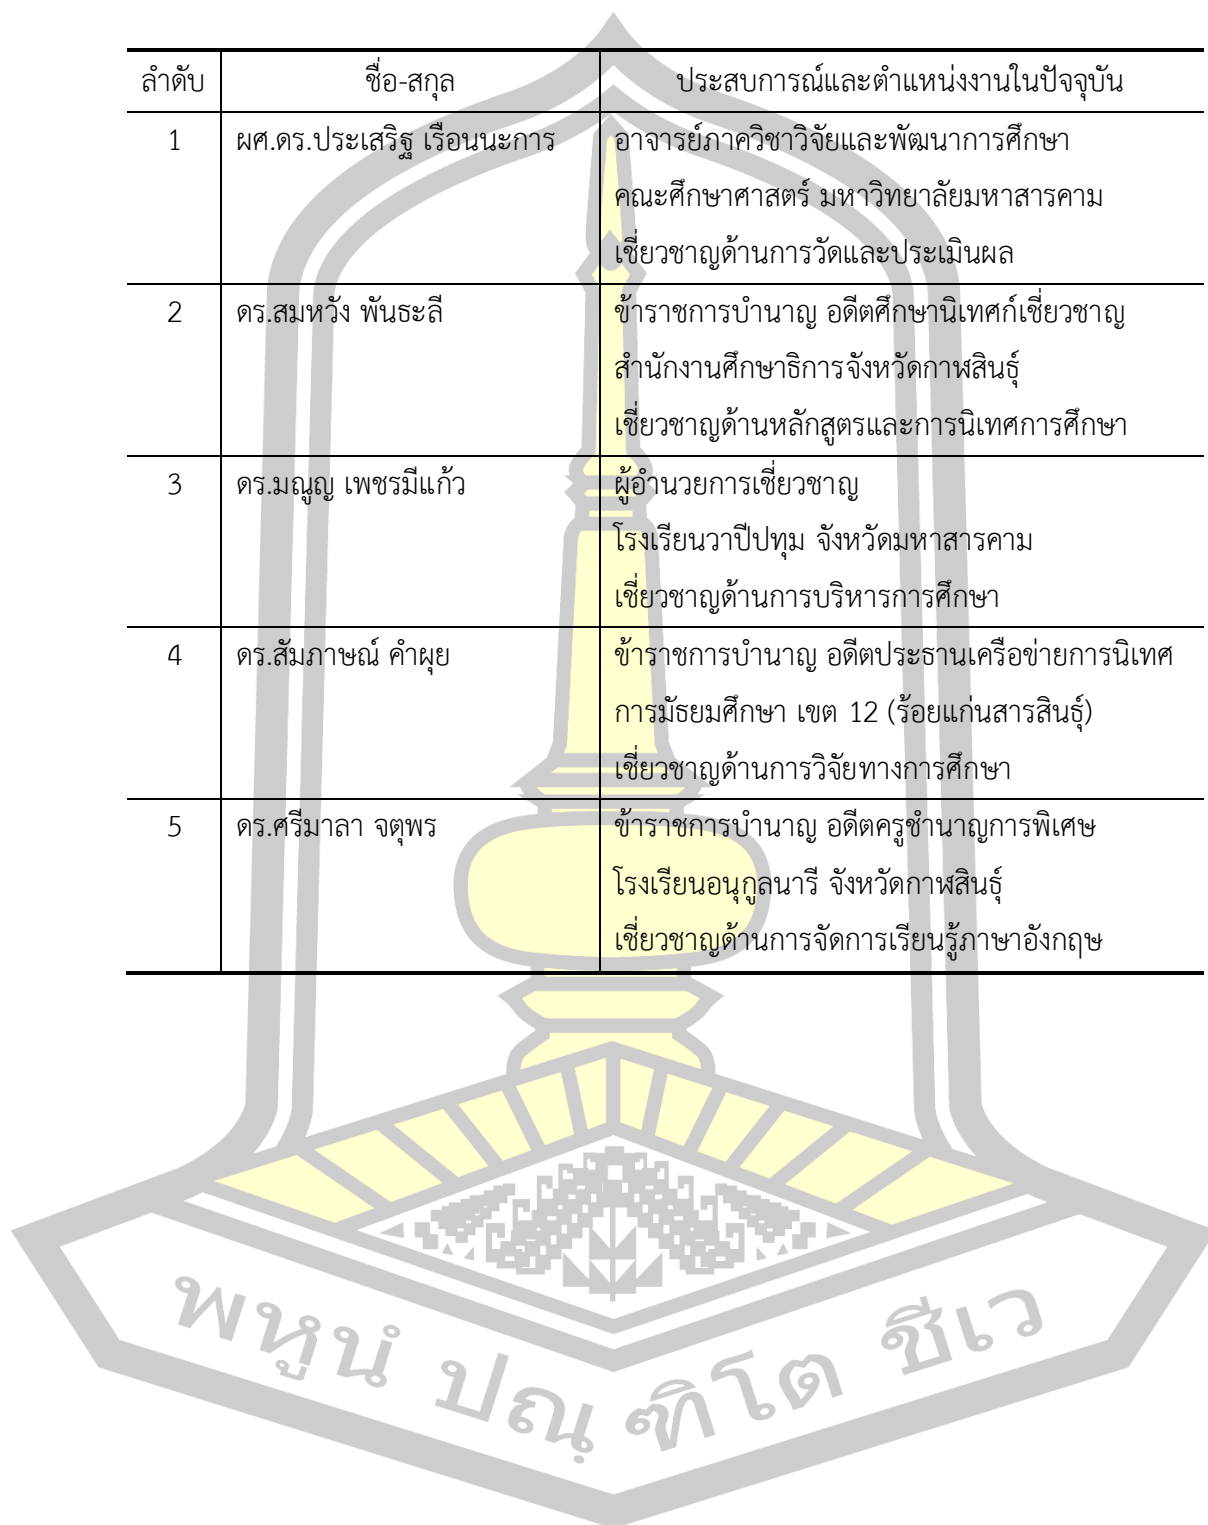 ลำดับ ชื่อ-สกุล ประสบการณ์และตำแหน่งงานในปัจจุบัน
1 ผศ.ดร.ประเสริฐ เรือนนะการ อาจารย์ภาควิชาวิจัยและพัฒนาการศึกษา
คณะศึกษาศาสตร์ มหาวิทยาลัยมหาสารคาม
เชี่ยวชาญด้านการวัดและประเมินผล
2 ดร.สมหวัง พันธะลี ข้าราชการบำนาญ อดีตศึกษานิเทศก์เชี่ยวชาญ
สำนักงานศึกษาธิการจังหวัดกาฬสินธุ์
เชี่ยวชาญด้านหลักสูตรและการนิเทศการศึกษา
3 ดร.มณูญ เพชรมีแก้ว ผู้อำนวยการเชี่ยวชาญ
โรงเรียนวาปีปทุม จังหวัดมหาสารคาม
เชี่ยวชาญด้านการบริหารการศึกษา
4 ดร.สัมภาษณ์ คำผุย ข้าราชการบำนาญ อดีตประธานเครือข่ายการนิเทศ
การมัธยมศึกษา เขต 12 (ร้อยแก่นสารสินธุ์)
เชี่ยวชาญด้านการวิจัยทางการศึกษา
5 ดร.ศรีมาลา จตุพร ข้าราชการบำนาญ อดีตครูชำนาญการพิเศษ
โรงเรียนอนุกูลนารี จังหวัดกาฬสินธุ์
เชี่ยวชาญด้านการจัดการเรียนรู้ภาษาอังกฤษ
พหูนํ ปณฺฑิโต ชีเว